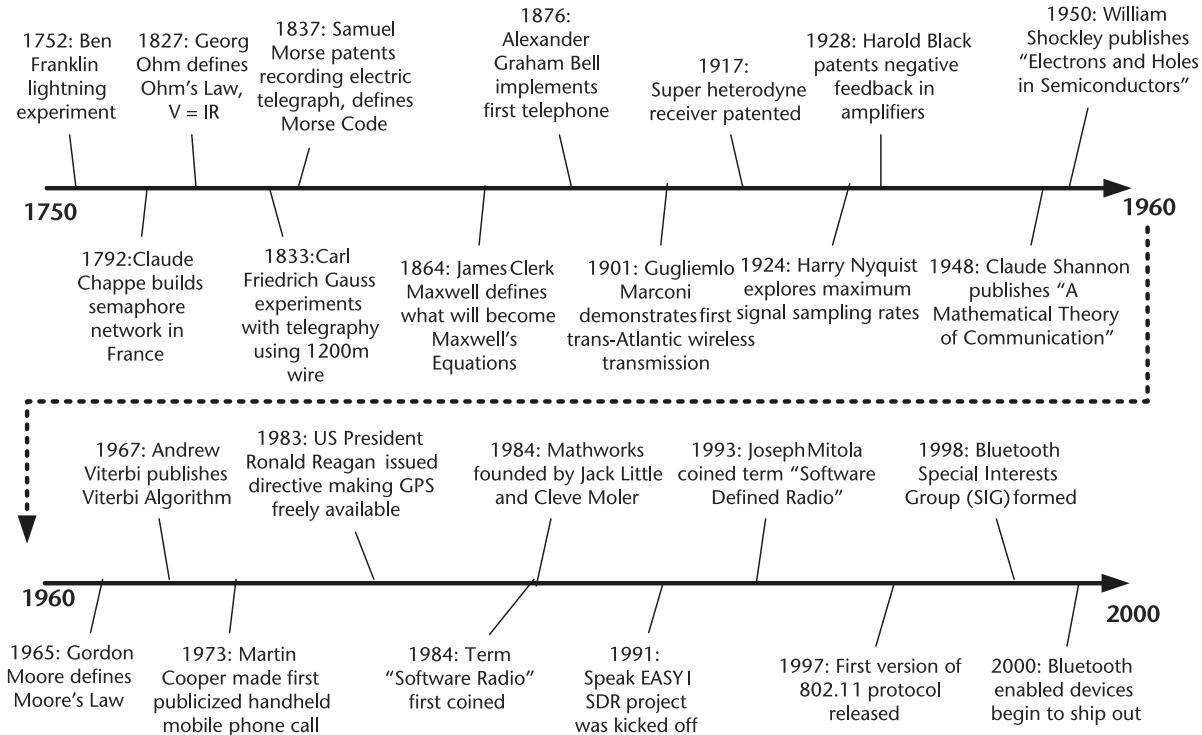 1752: Ben
Franklin
lightning
experiment
1827: Georg
Ohm defines
Ohm's Law,
V = IR
1837: Samuel
Morse patents
recording electric
telegraph, defines
Morse Code
1876:
Alexander
Graham Bell
implements
first telephone
1917:
Super heterodyne
receiver patented
1928: Harold Black
patents negative
feedback in
amplifiers
1950: William
Shockley publishes
“Electrons and Holes
in Semiconductors”
1750
1960
1792:Claude
Chappe builds
semaphore
network in
France
1833:Carl
Friedrich Gauss
experiments
with telegraphy
using 1200m
wire
1864: James Clerk
Maxwell defines
what will become
Maxwell's
Equations
1901: Gugliemlo
Marconi
demonstrates first
trans-Atlantic wireless
transmission
1924: Harry Nyquist
explores maximum
signal sampling rates
1948: Claude Shannon
publishes “A
Mathematical Theory
of Communication”
1967: Andrew
Viterbi publishes
Viterbi Algorithm
1983: US President
Ronald Reagan issued
directive making GPS
freely available
1984: Mathworks
founded by Jack Little
and Cleve Moler
1993: Joseph Mitola
coined term “Software
Defined Radio”
1998: Bluetooth
Special Interests
Group (SIG) formed
1960
2000
1965: Gordon
Moore defines
Moore's Law
1973: Martin
Cooper made first
publicized handheld
mobile phone call
1984: Term
“Software Radio”
first coined
1991:
Speak EASY I
SDR project
was kicked off
1997: First version of
802.11 protocol
released
2000: Bluetooth
enabled devices
begin to ship out